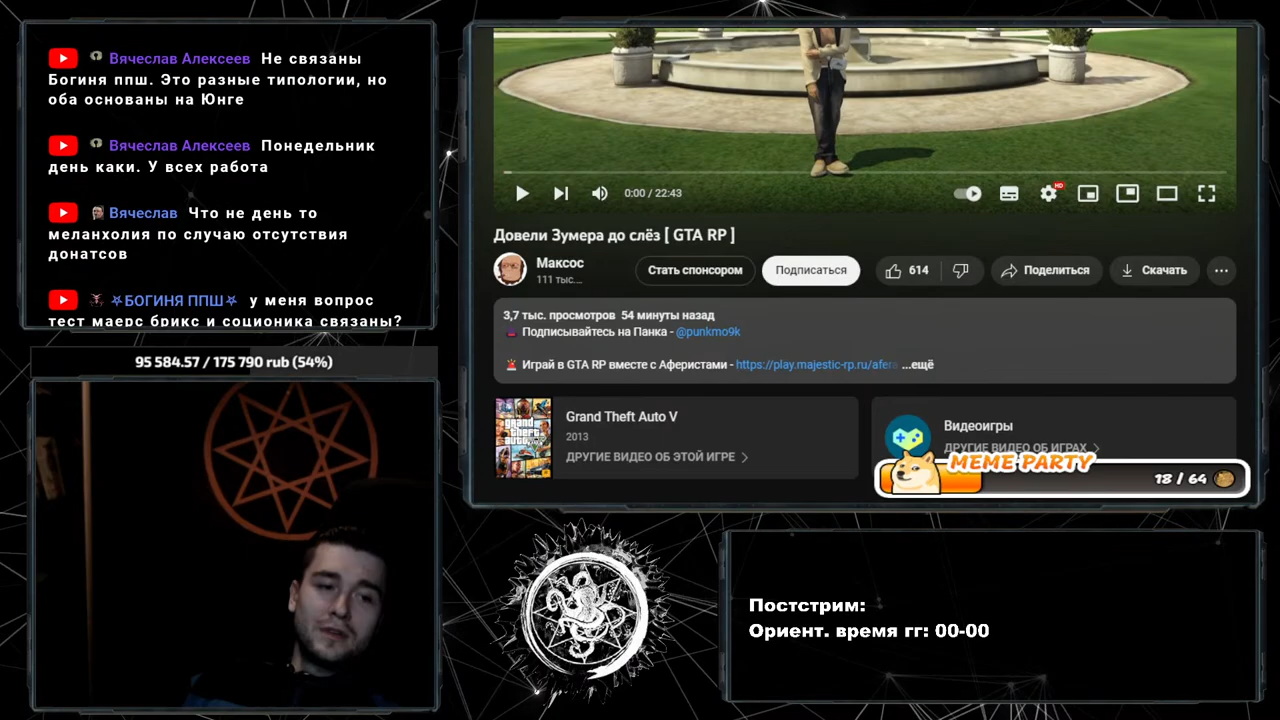 Вячеслав Алексеев Не связаны
Богиня ппш. Это разные типологии, но
оба основаны на Юнге
Вячеслав Алексеев Понедельник
день каки. У всех работа
Вячеслав Что не день то
меланхолия по случаю отсутствия
донатсов
⛧БОГИНЯ ППШ⛧ у меня вопрос
тест маерс брикс и соционика связаны?
95 584.57 / 175 790 rub (54%)
0:00 / 22:43
HD
Довели Зумера до слёз [ GTA RP ]
Максос
111 тыс....
Стать спонсором
Подписаться
614
Поделиться
Скачать
3,7 тыс. просмотров 54 минуты назад
Подписывайтесь на Панка - @punkmo9k
Играй в GTA RP вместе с Аферистами - https://play.majestic-rp.ru/afera ...ещё
grand theft auto
Grand Theft Auto V
2013
ДРУГИЕ ВИДЕО ОБ ЭТОЙ ИГРЕ
Видеоигры
ДРУГИЕ ВИДЕО ОБ ИГРАХ
MEME PARTY
18 / 64
Постстрим:
Ориент. время гг: 00-00